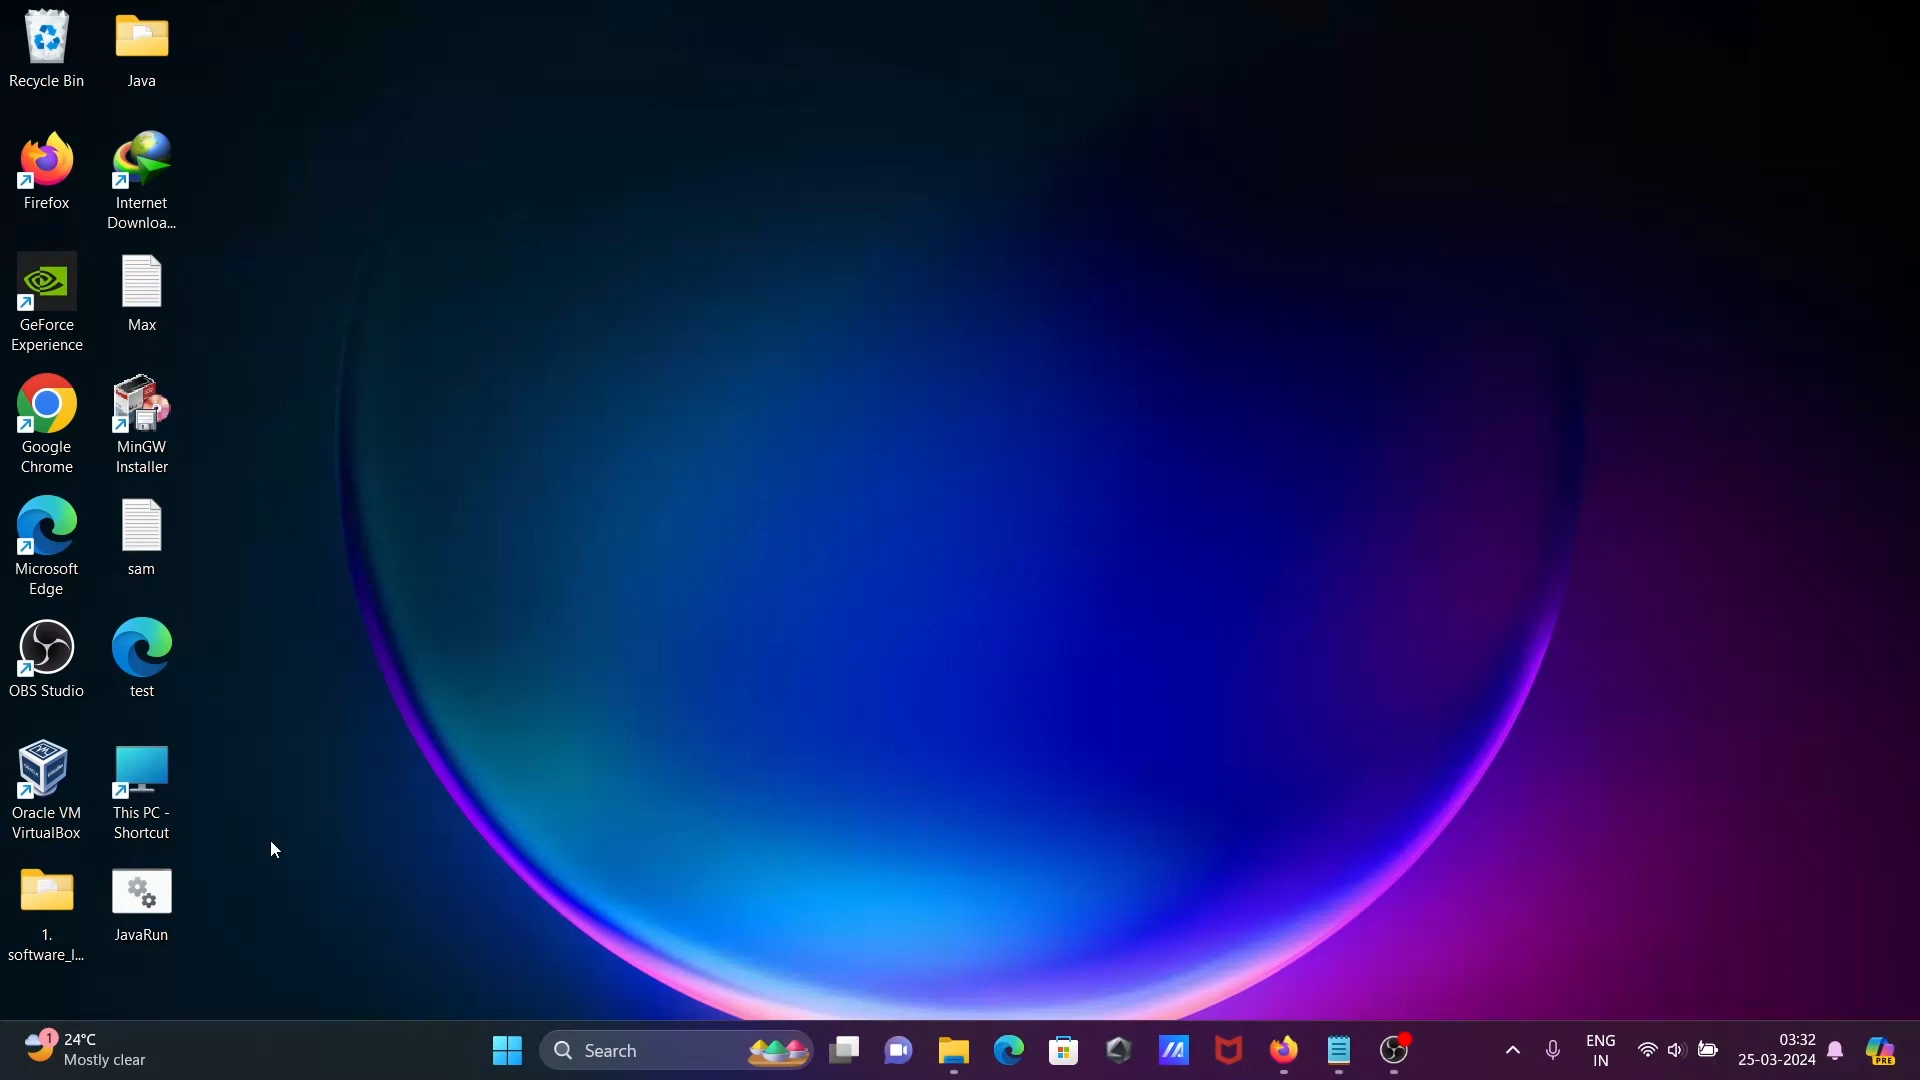 Recycle Bin
Java
Firefox
Internet
Downloa...
GeForce
Experience
Max
Google
Chrome
MinGW
Installer
Microsoft
Edge
sam
OBS Studio
test
Oracle VM
VirtualBox
This PC -
Shortcut
1.
software_l...
JavaRun
1
24°C
Mostly clear
Search
ENG
IN
03:32
25-03-2024
PRE